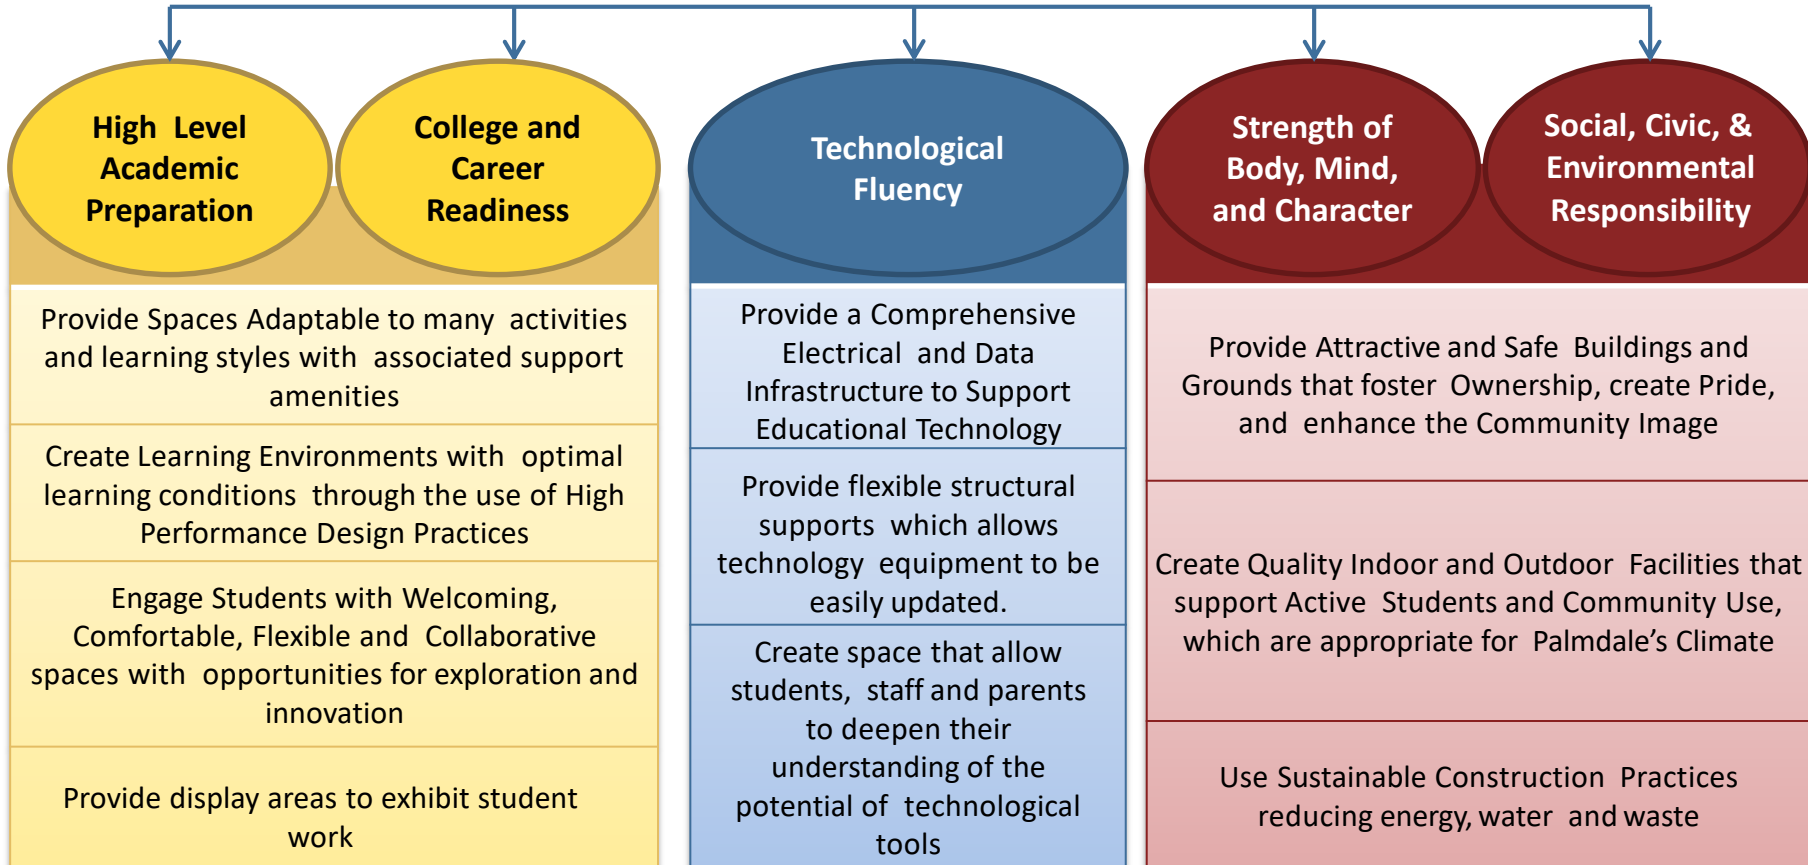 High Level
Academic
Preparation
College and
Career
Readiness
Provide Spaces Adaptable to many activities
and learning styles with associated support
amenities
Create Learning Environments with optimal
learning conditions through the use of High
Performance Design Practices
Engage Students with Welcoming,
Comfortable, Flexible and Collaborative
spaces with opportunities for exploration and
innovation
Provide display areas to exhibit student
work
Technological
Fluency
Provide a Comprehensive
Electrical and Data
Infrastructure to Support
Educational Technology
Provide flexible structural
supports which allows
technology equipment to be
easily updated.
Create space that allow
students, staff and parents
to deepen their
understanding of the
potential of technological
tools
Strength of
Body, Mind,
and Character
Social, Civic, &
Environmental
Responsibility
Provide Attractive and Safe Buildings and
Grounds that foster Ownership, create Pride,
and enhance the Community Image
Create Quality Indoor and Outdoor Facilities that
support Active Students and Community Use,
which are appropriate for Palmdale’s Climate
Use Sustainable Construction Practices
reducing energy, water and waste